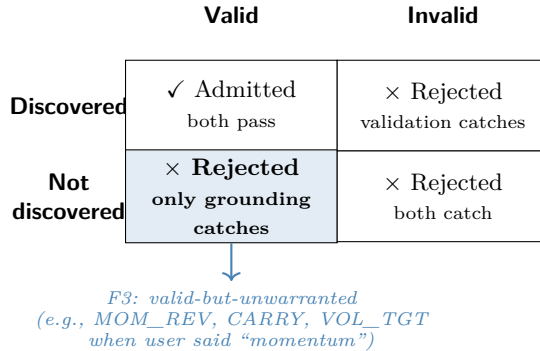 Valid Invalid
Discovered ✓ Admitted × Rejected
both pass validation catches
Not discovered × Rejected × Rejected
only grounding both catch
catches
F3: valid-but-unwarranted
(e.g., MOM_REV, CARRY, VOL_TGT
when user said “momentum”)